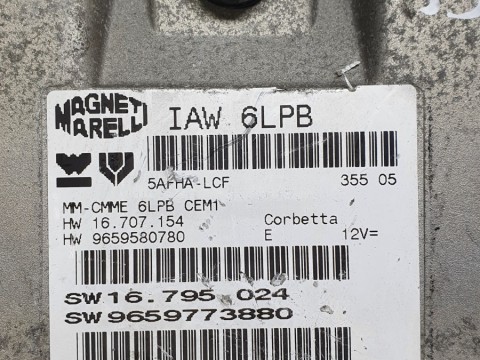 MAGNETI MARELLI
IAW 6LPB
5AFHA-LCF 355 05
MM-CMME 6LPB CEM1
HW 16.707.154 Corbetta
HW 9659580780 E 12V=
SW16.795.024
SW9659773880